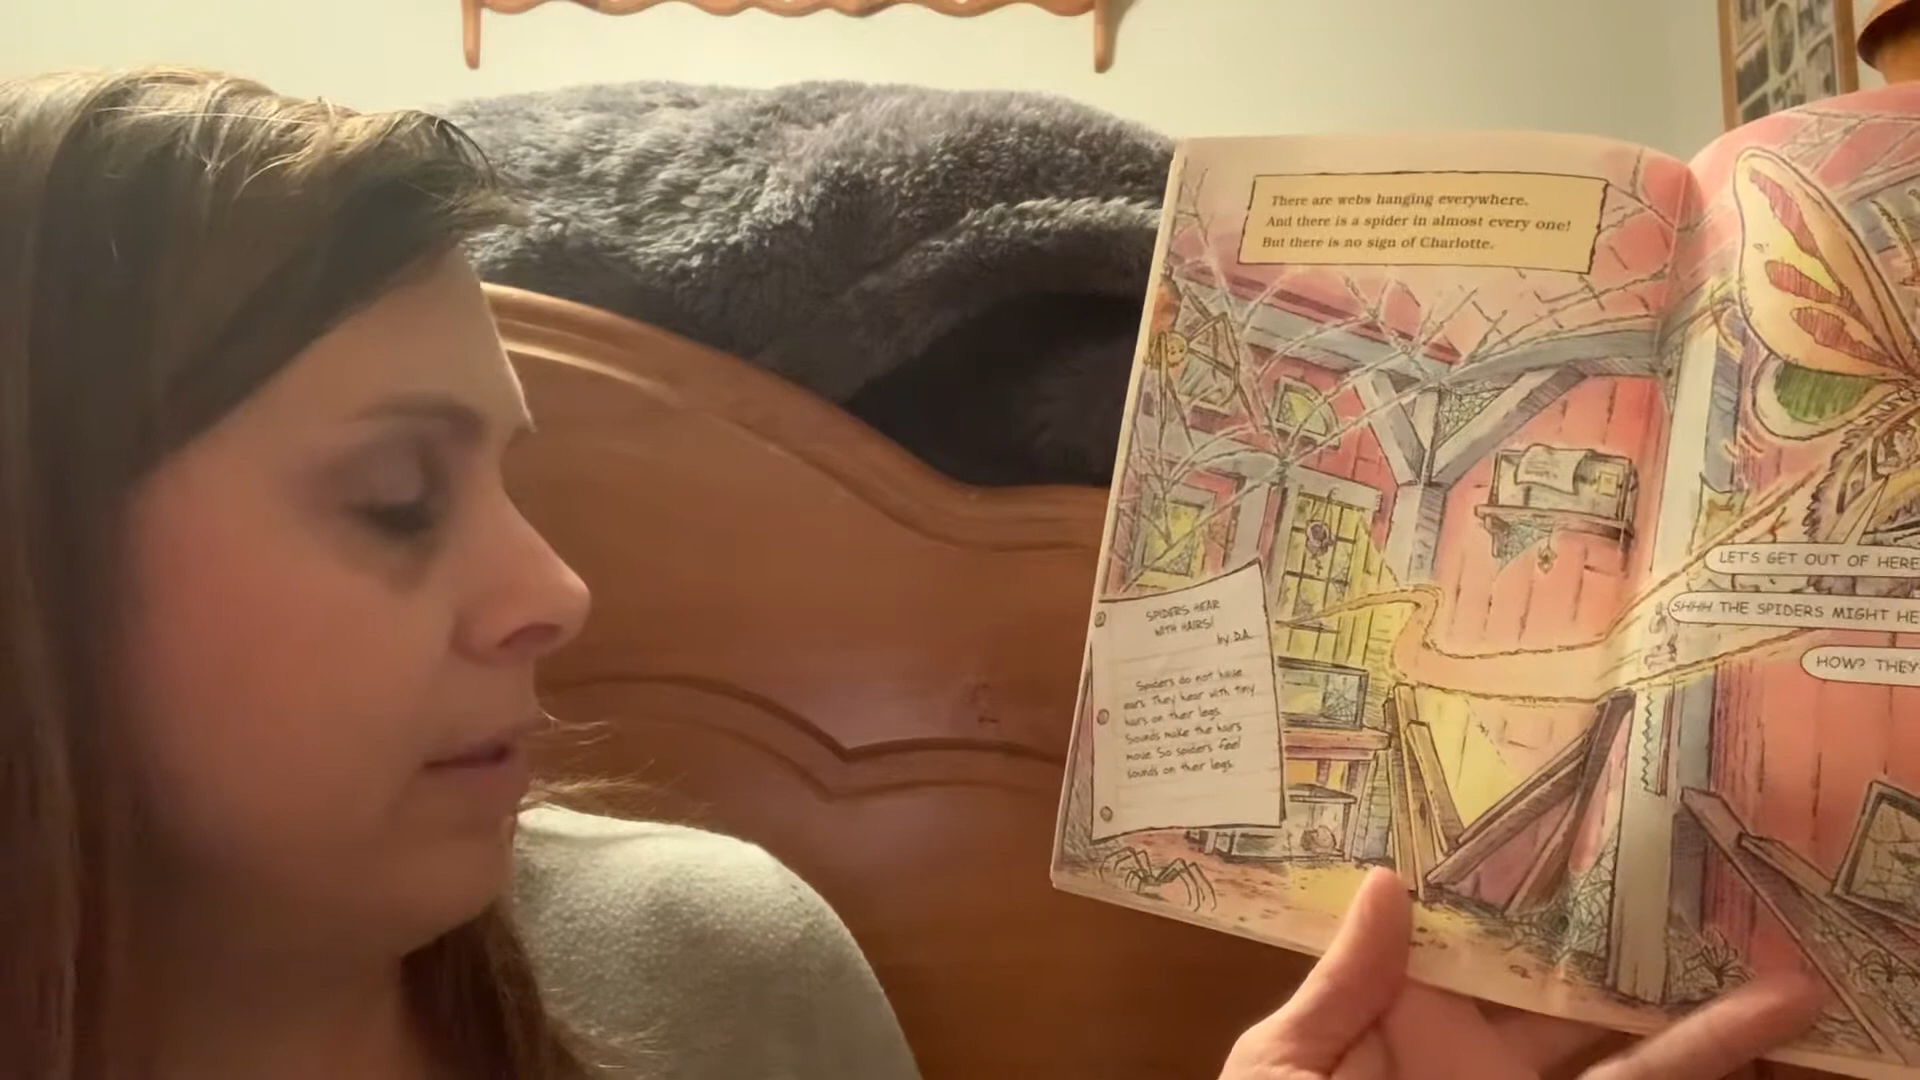 There are webs hanging everywhere.
And there is a spider in almost every one!
But there is no sign of Charlotte.
SPIDERS HEAR
WITH HAIRS!
by D.A.
Spiders do not have
ears. They hear with tiny
hairs on their legs.
Sounds make the hairs
move. So spiders feel
sounds on their legs.
LET'S GET OUT OF HERE
SHHH THE SPIDERS MIGHT HE
HOW? THEY